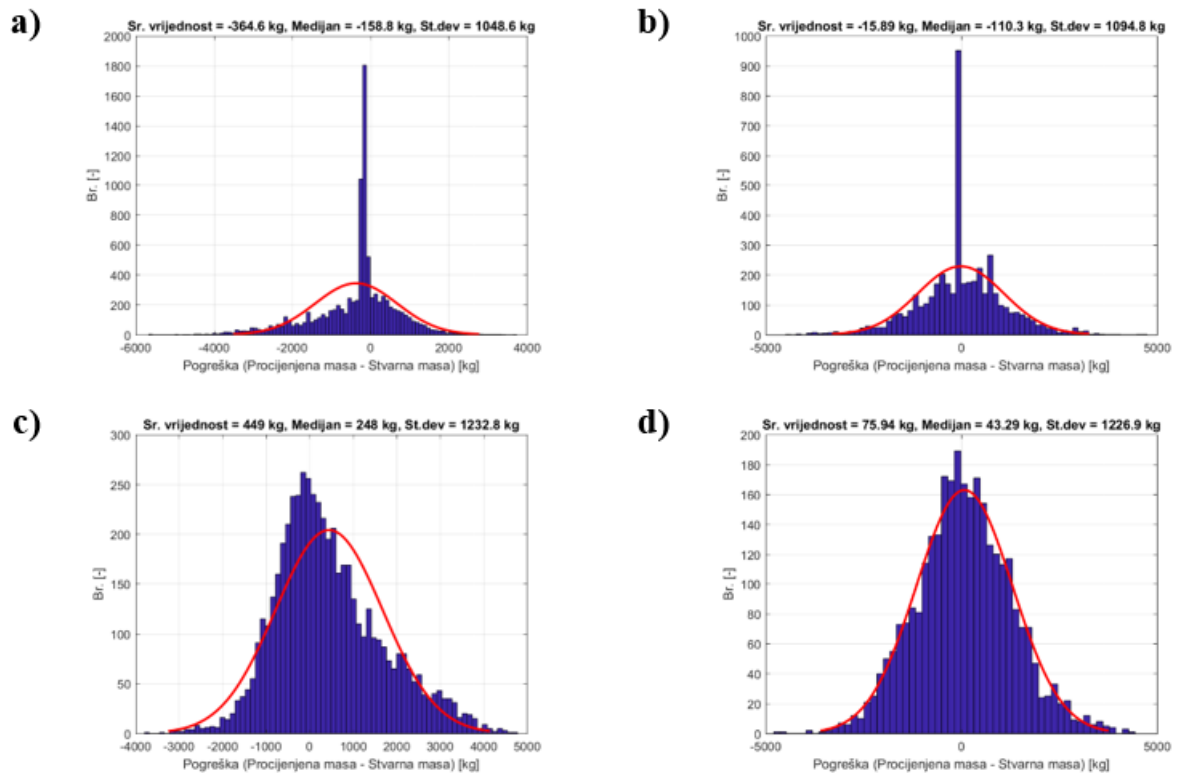 a)
Sr. vrijednost = -364.6 kg, Medijan = -158.8 kg, St.dev = 1048.6 kg
2000
1800
1600
1400
1200
1000
800
600
400
200
0
Br. [-]
-6000 -4000 -2000 0 2000 4000
Pogreška (Procijenjena masa - Stvarna masa) [kg]
b)
Sr. vrijednost = -15.89 kg, Medijan = -110.3 kg, St.dev = 1094.8 kg
1000
900
800
700
600
500
400
300
200
100
0
Br. [-]
-5000 0 5000
Pogreška (Procijenjena masa - Stvarna masa) [kg]
c)
Sr. vrijednost = 449 kg, Medijan = 248 kg, St.dev = 1232.8 kg
300
250
200
150
100
50
0
Br. [-]
-4000 -3000 -2000 -1000 0 1000 2000 3000 4000 5000
Pogreška (Procijenjena masa - Stvarna masa) [kg]
d)
Sr. vrijednost = 75.94 kg, Medijan = 43.29 kg, St.dev = 1226.9 kg
200
180
160
140
120
100
80
60
40
20
0
Br. [-]
-5000 0 5000
Pogreška (Procijenjena masa - Stvarna masa) [kg]